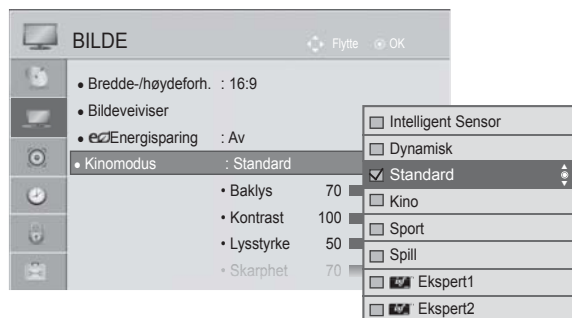 BILDE
Flytte OK
• Bredde-/høydeforh. : 16:9
• Bildeveiviser
• eco Energisparing : Av
• Kinomodus : Standard
• Baklys 70
• Kontrast 100
• Lysstyrke 50
• Skarphet 70
Intelligent Sensor
Dynamisk
Standard
Kino
Sport
Spill
Ekspert1
Ekspert2